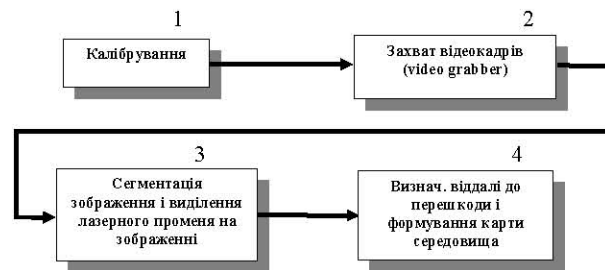 1
Калібрування
2
Захват відеокадрів
(video grabber)
3
Сегментація
зображення і виділення
лазерного променя на
зображенні
4
Визнач. віддалі до
перешкоди і
формування карти
середовища